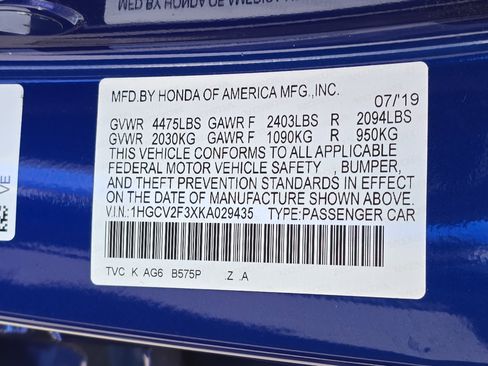 MFD.BY HONDA OF AMERICA MFG.,INC.
07/'19
GVWR 4475LBS GAWR F 2403LBS R 2094LBS
GVWR 2030KG GAWR F 1090KG R 950KG
THIS VEHICLE CONFORMS TO ALL APPLICABLE
FEDERAL MOTOR VEHICLE SAFETY , BUMPER,
AND THEFT PREVENTION STANDARDS IN EFFECT
ON THE DATE OF MANUFACTURE SHOWN ABOVE.
V.I.N.: 1HGCV2F3XKA029435 TYPE:PASSENGER CAR
TVC K AG6 B575P .Z .A